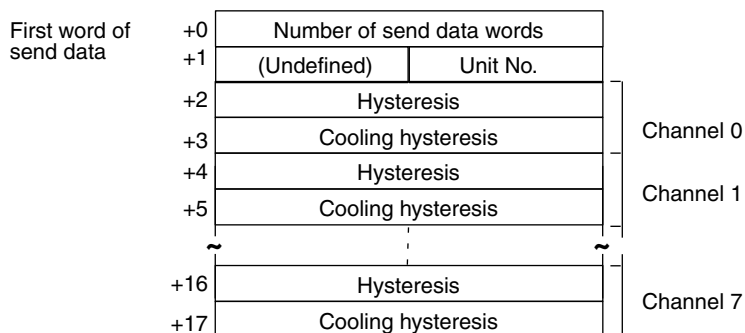 First word of
send data
+0 Number of send data words
+1 (Undefined) Unit No.
+2 Hysteresis
+3 Cooling hysteresis
Channel 0
+4 Hysteresis
+5 Cooling hysteresis
Channel 1
~ ~
+16 Hysteresis
+17 Cooling hysteresis
Channel 7